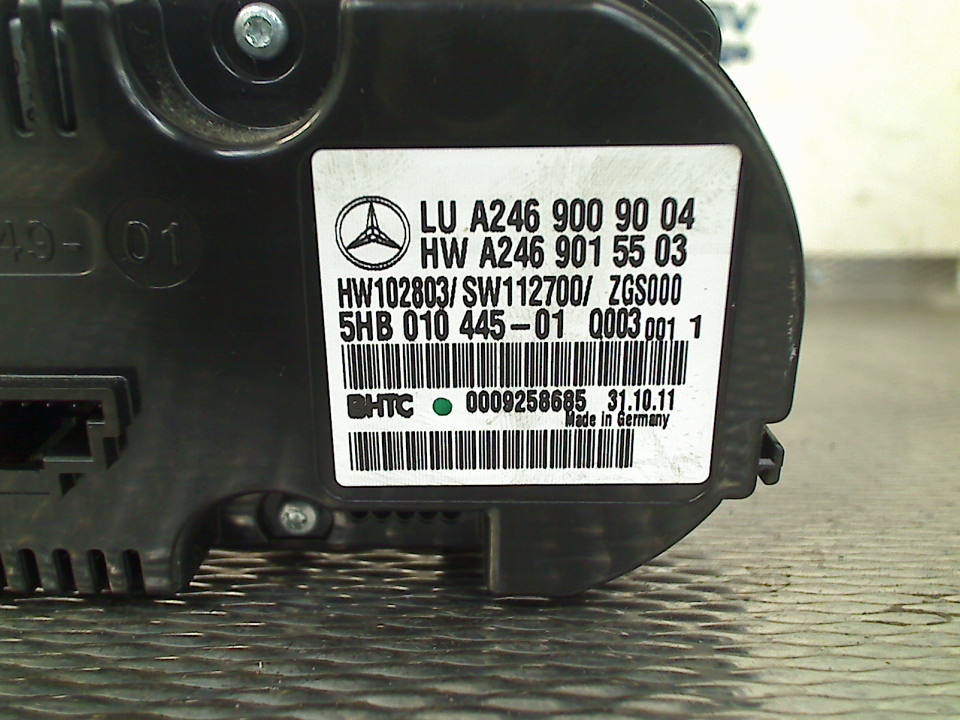 LU A246 900 90 04
HW A246 901 55 03
HW102803/ SW112700/ ZGS000
5HB 010 445-01 Q003 001 1
BHTC 0009258685 31.10.11
Made in Germany
49- 01